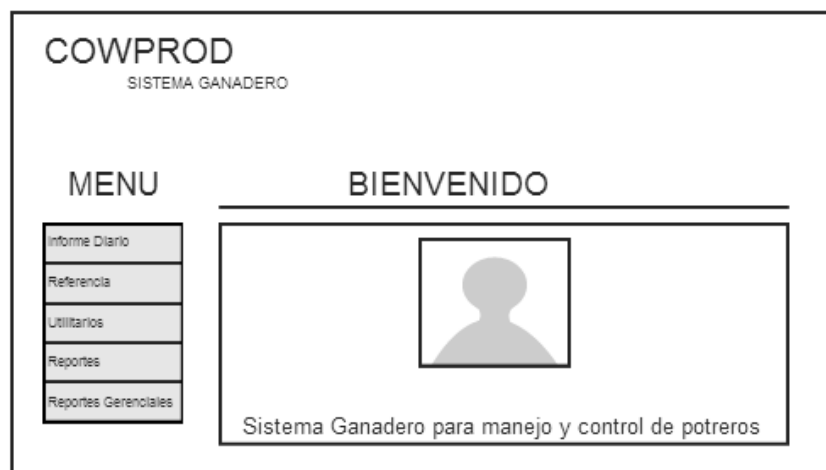 COWPROD
SISTEMA GANADERO
MENU
BIENVENIDO
Informe Diario
Referencia
Utilitarios
Reportes
Reportes Gerenciales
Sistema Ganadero para manejo y control de potreros